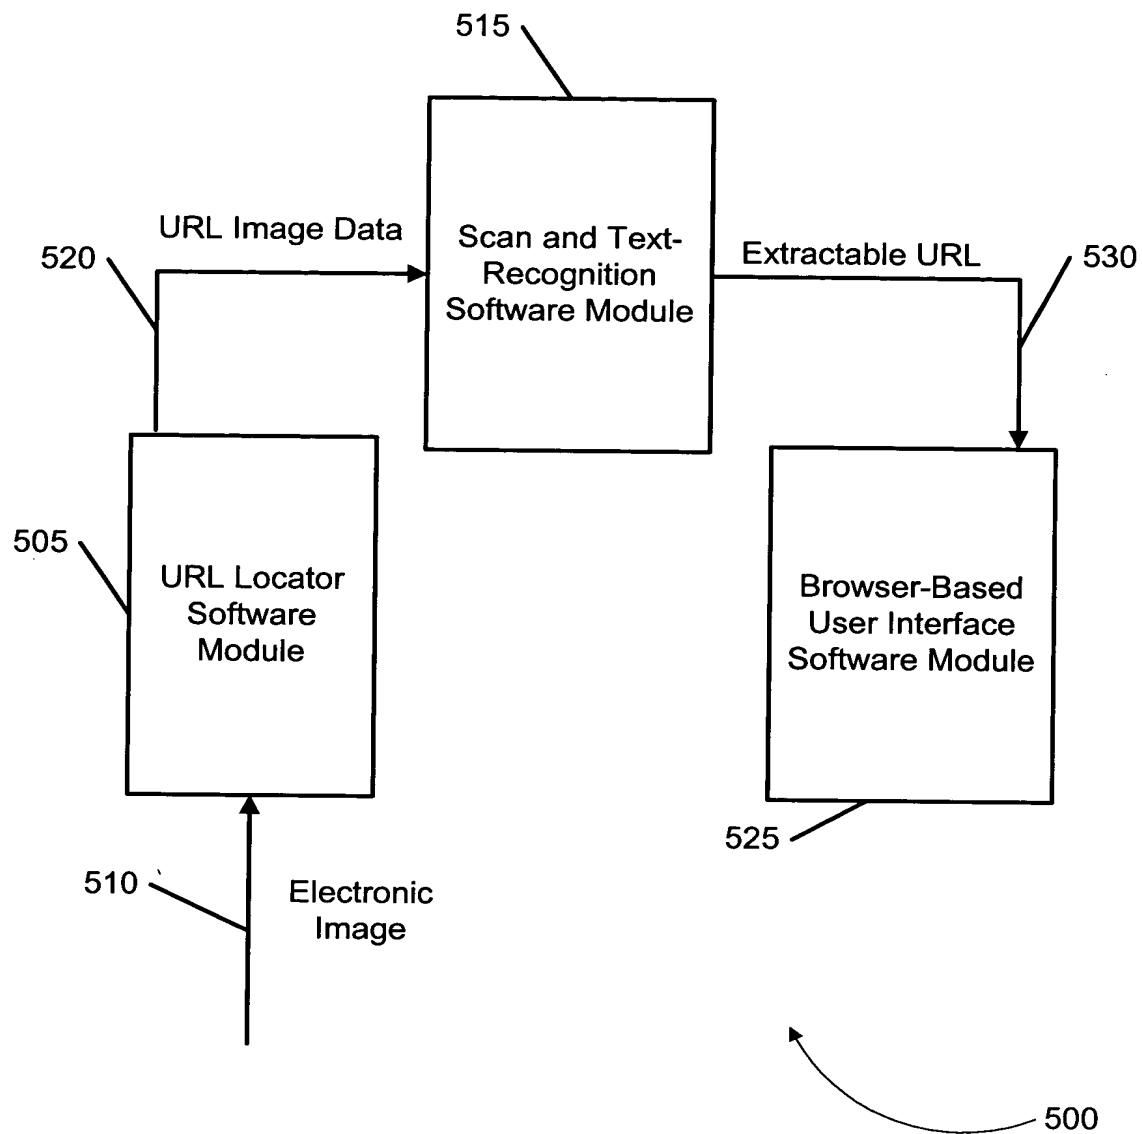 515
URL Image Data
520
Scan and Text-
Recognition
Software Module
Extractable URL
530
505
URL Locator
Software
Module
Browser-Based
User Interface
Software Module
525
510
Electronic
Image
500